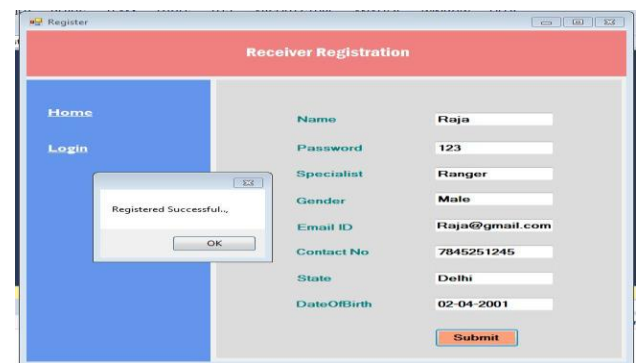 Register
Receiver Registration
Home
Login
Name Raja
Password 123
Specialist Ranger
Gender Male
Email ID Raja@gmail.com
Contact No 7845251245
State Delhi
DateOfBirth 02-04-2001
Submit
Registered Successful..,
OK